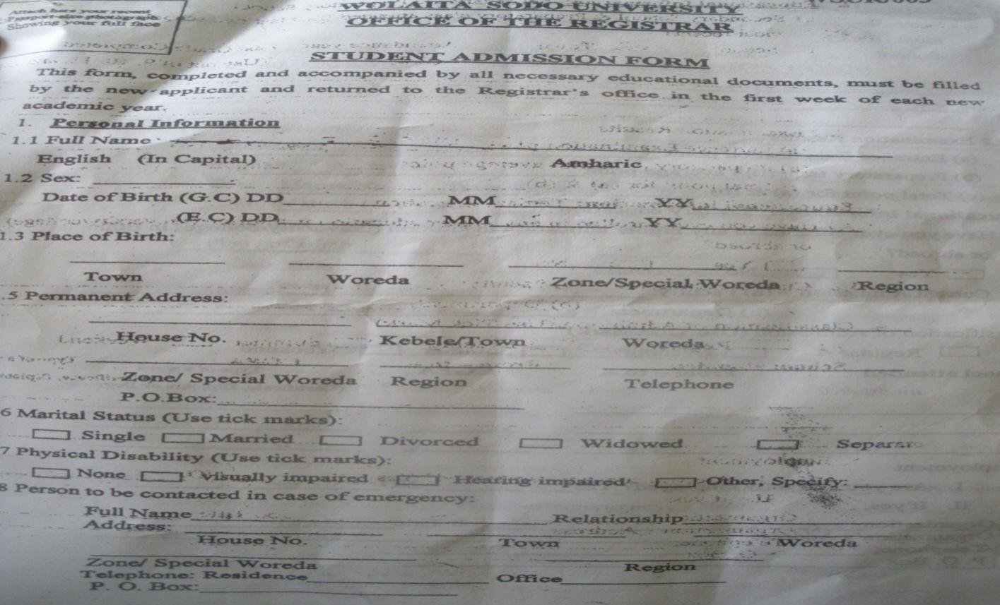 Attach here your recent
passport-size photograph
Showing your full face
WOLAITA SODO UNIVERSITY
OFFICE OF THE REGISTRAR
STUDENT ADMISSION FORM
This form, completed and accompanied by all necessary educational documents, must be filled
by the new applicant and returned to the Registrar's office in the first week of each new
academic year.
1. Personal Information
1.1 Full Name
English (In Capital) Amharic
1.2 Sex:
Date of Birth (G.C) DD MM YY
(E.C) DD MM YY
1.3 Place of Birth:
Town Woreda Zone/Special Woreda Region
.5 Permanent Address:
House No. Kebele/Town Woreda
Zone/ Special Woreda Region Telephone
P.O.Box:
6 Marital Status (Use tick marks):
Single Married Divorced Widowed
7 Physical Disability (Use tick marks):
None Visually impaired Hearing impaired Other, Specify:
8 Person to be contacted in case of emergency:
Full Name Relationship
Address:
House No. Town Woreda
Zone/ Special Woreda Region
Telephone: Residence Office
P. O. Box: